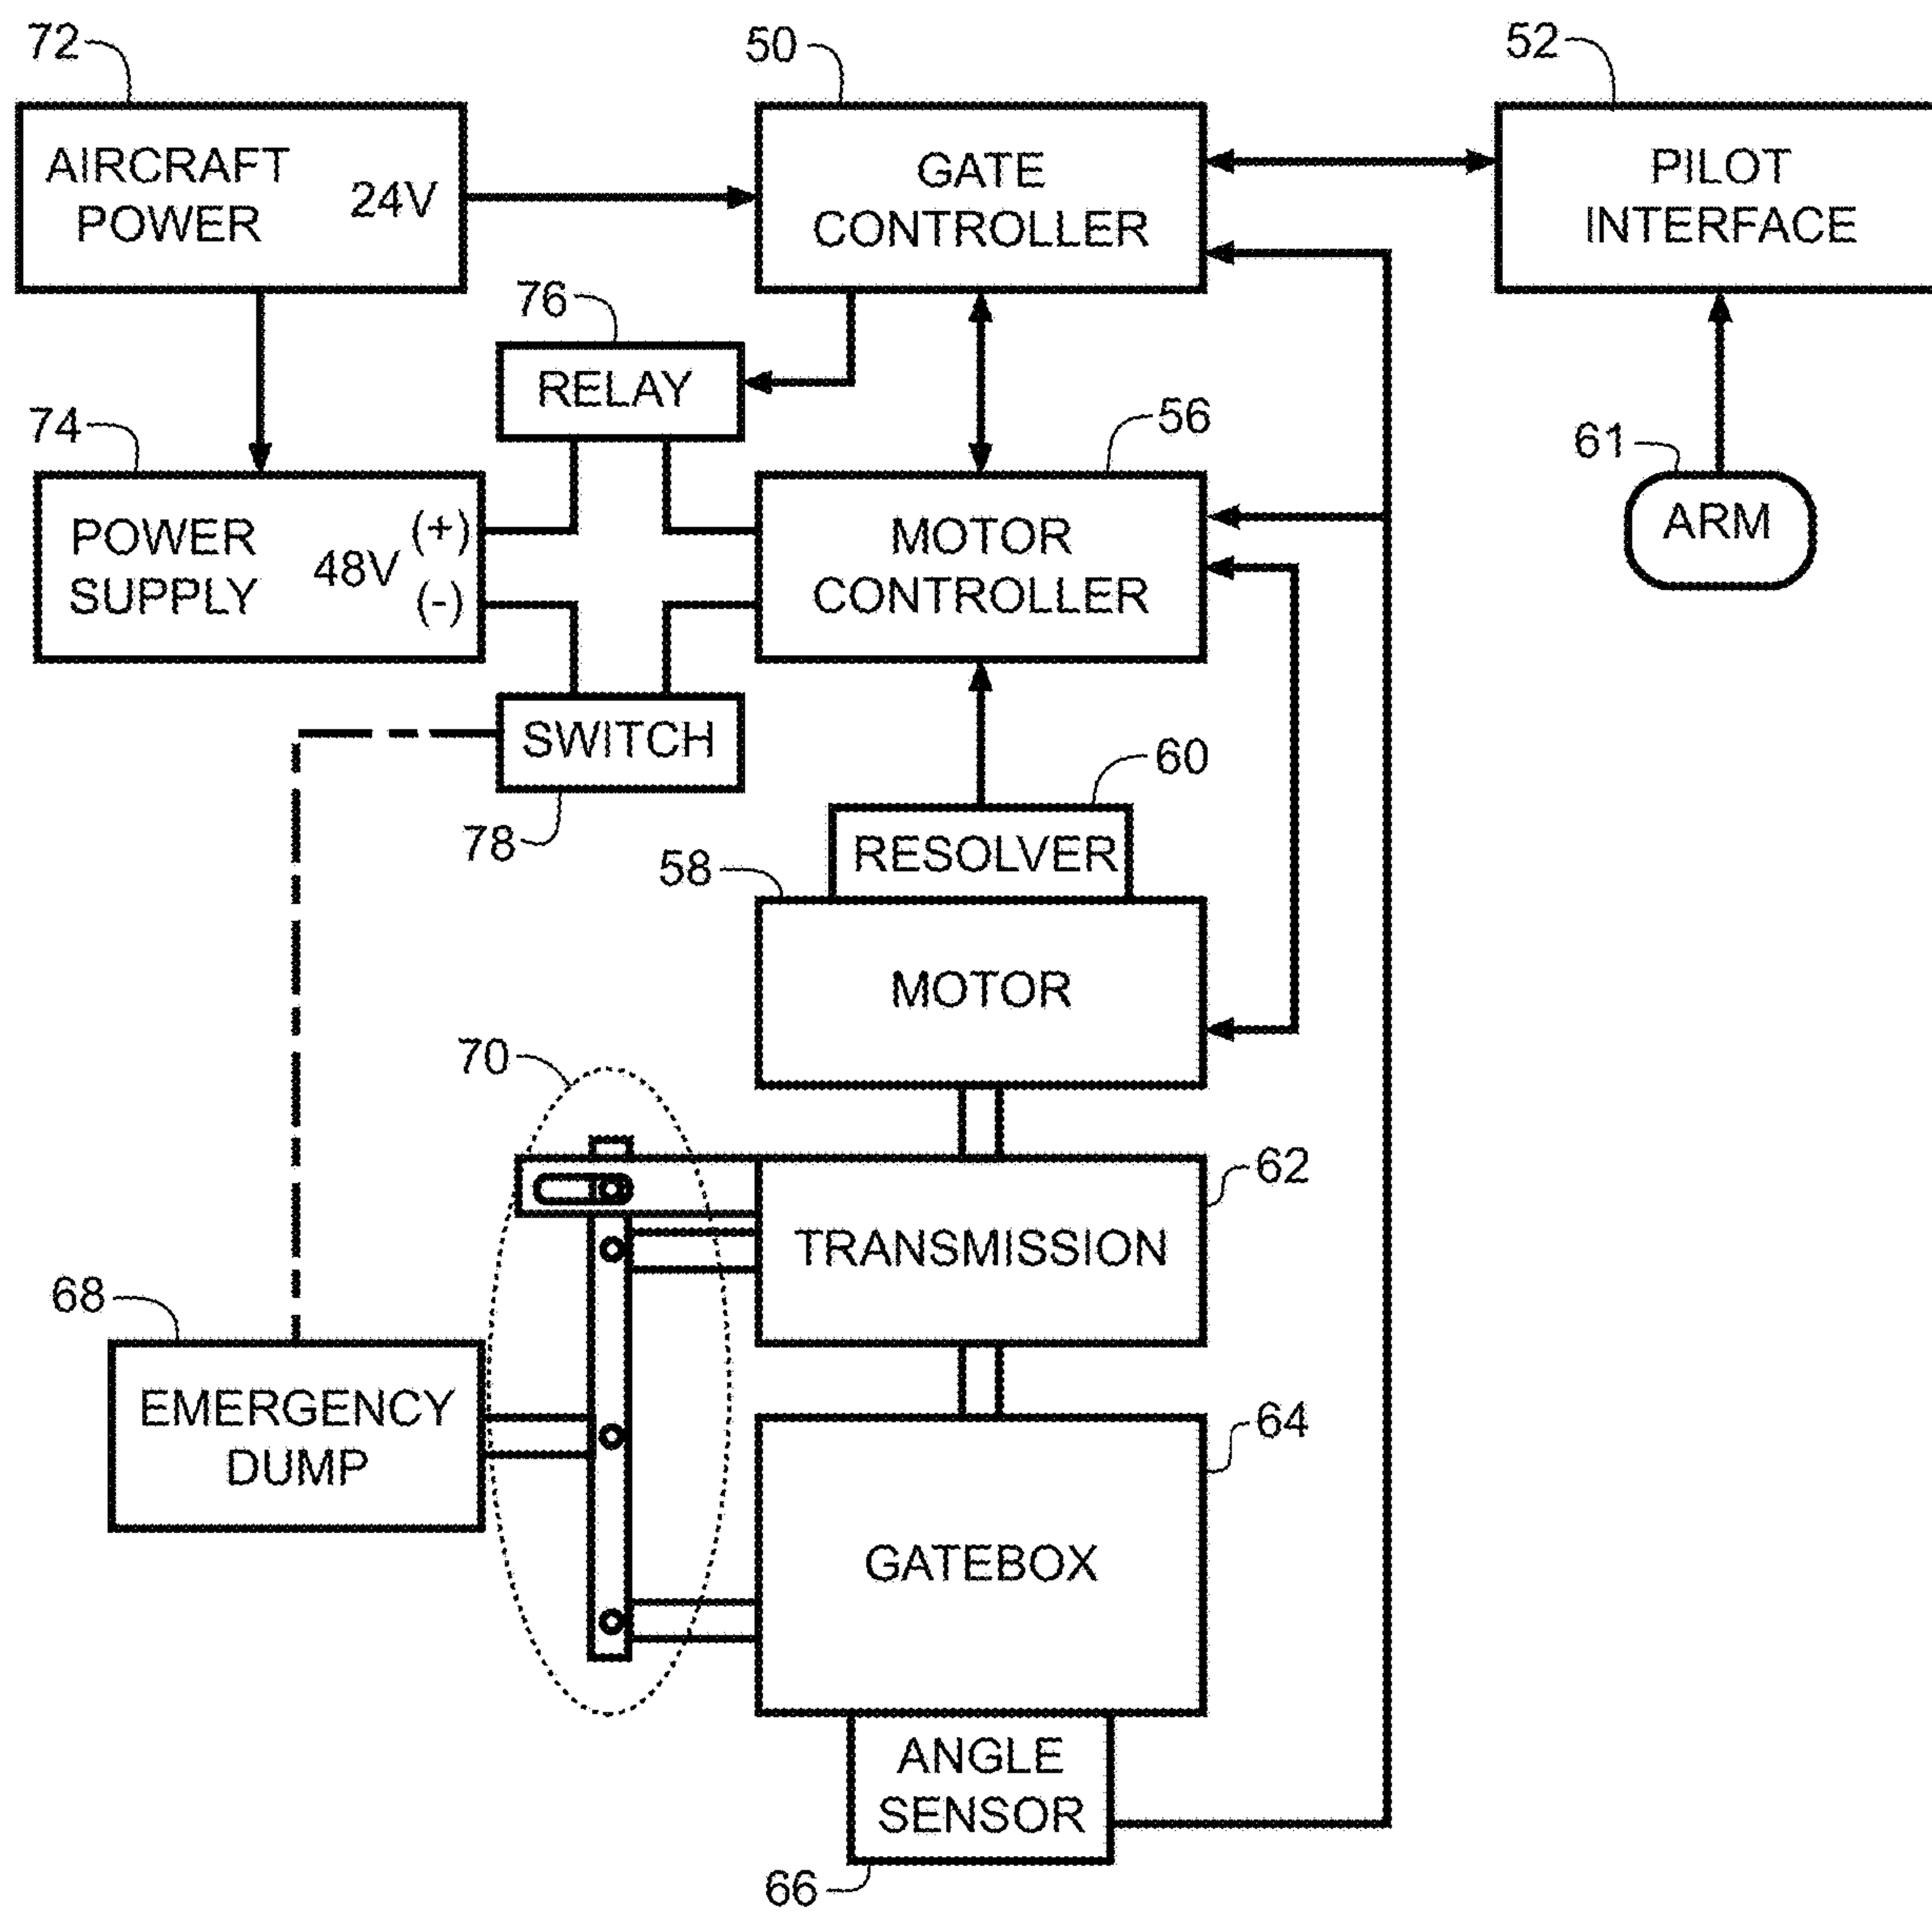 72
50
52
AIRCRAFT
POWER
24V
GATE
CONTROLLER
PILOT
INTERFACE
76
RELAY
74
56
61
POWER
SUPPLY
48V
(+)
(-)
MOTOR
CONTROLLER
ARM
SWITCH
78
60
RESOLVER
58
MOTOR
70
62
TRANSMISSION
68
EMERGENCY
DUMP
64
GATEBOX
ANGLE
SENSOR
66